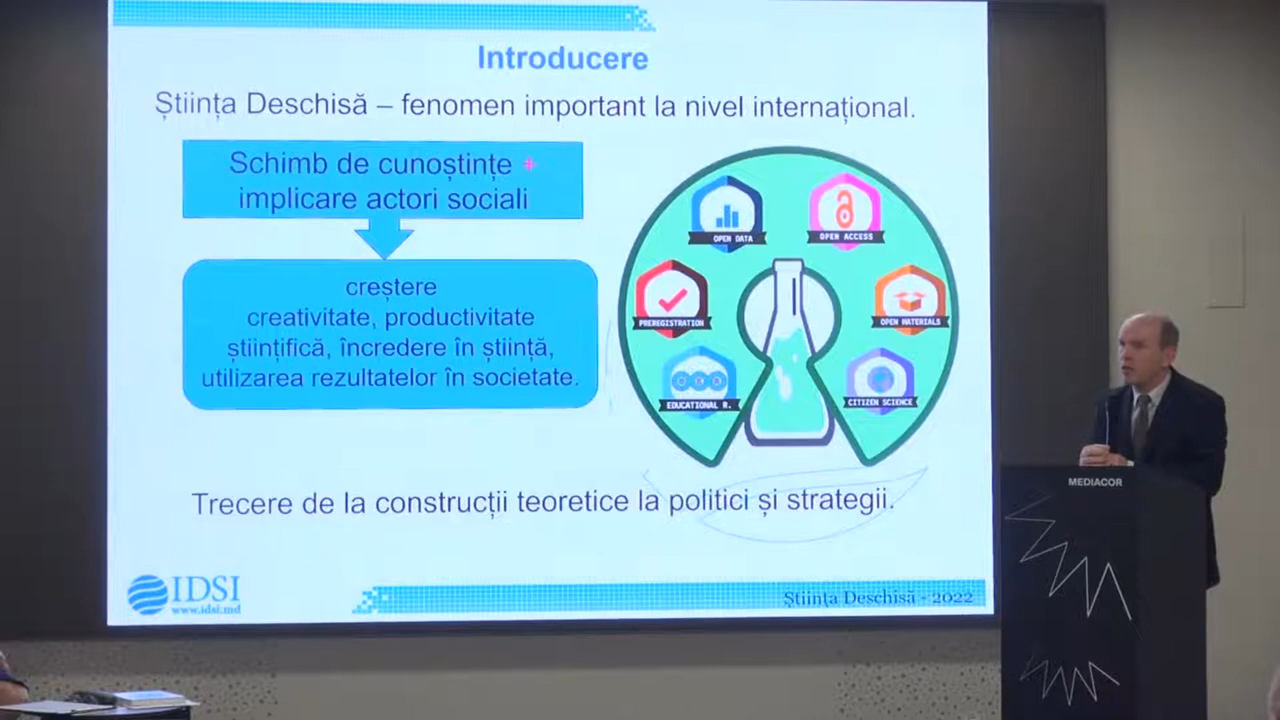 Introducere
Știința Deschisă – fenomen important la nivel internațional.
Schimb de cunoștințe +
implicare actori sociali
creștere
creativitate, productivitate
științifică, încredere în știință,
utilizarea rezultatelor în societate.
OPEN DATA
OPEN ACCESS
PREREGISTRATION
OPEN MATERIALS
EDUCATIONAL R.
CITIZEN SCIENCE
Trecere de la construcții teoretice la politici și strategii.
IDSI
www.idsi.md
Știința Deschisă - 2022
MEDIACOR